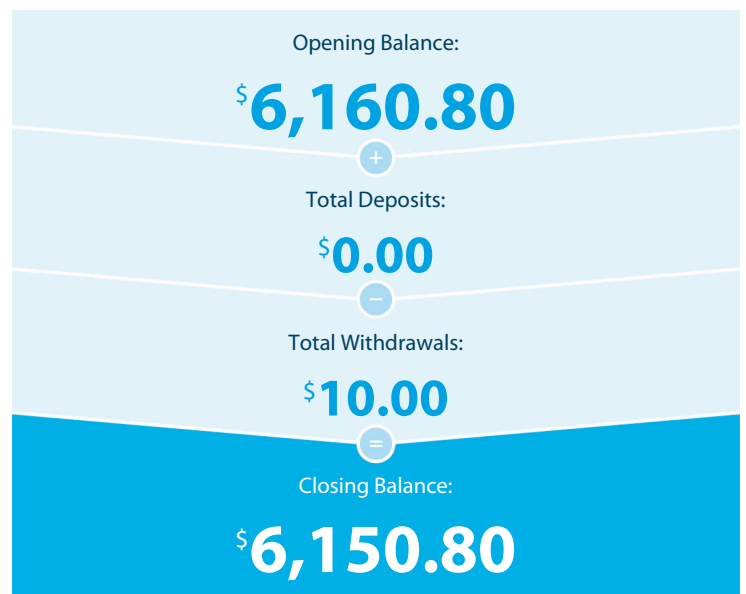 Opening Balance:
$6,160.80
+
Total Deposits:
$0.00
−
Total Withdrawals:
$10.00
=
Closing Balance:
$6,150.80